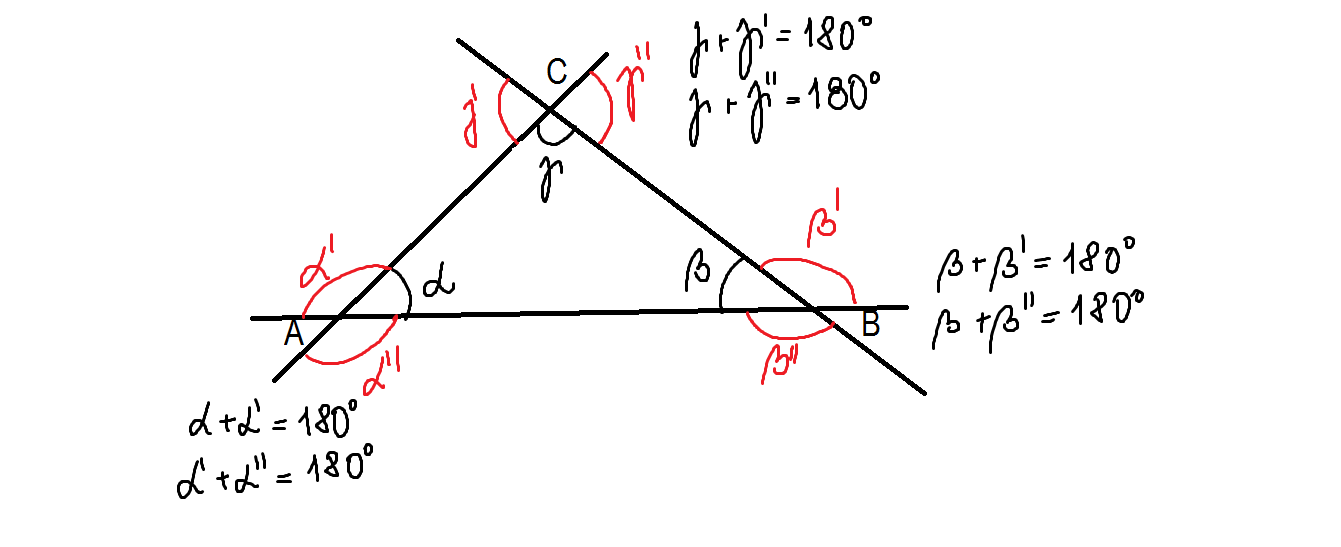 γ + γ' = 180°
γ + γ'' = 180°
C
γ'
γ''
γ
α'
α
β
β'
A
B
α''
β''
β + β' = 180°
β + β'' = 180°
α + α' = 180°
α' + α'' = 180°